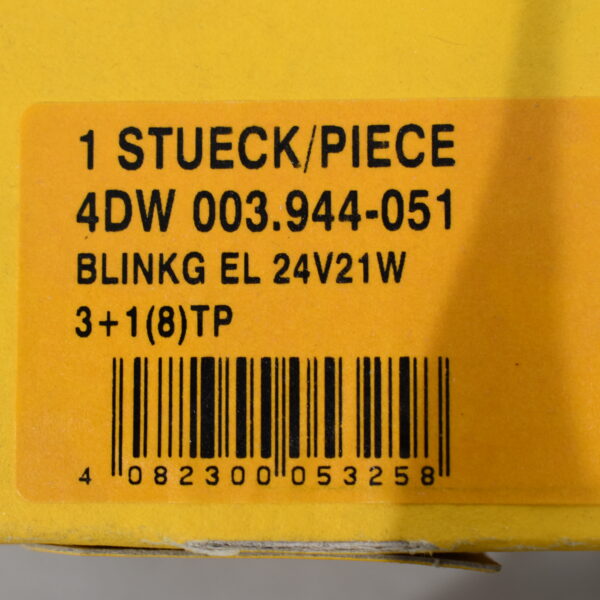 1 STUECK/PIECE
4DW 003.944-051
BLINKG EL 24V21W
3+1(8)TP
4 082300 053258